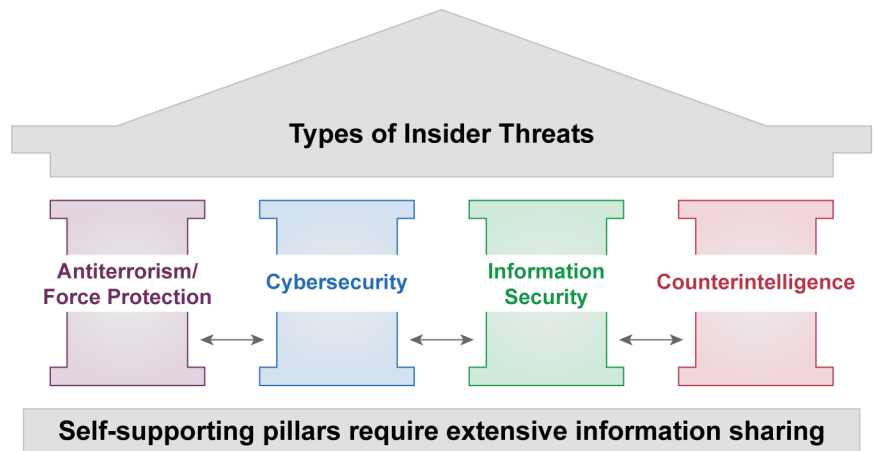 Types of Insider Threats
Antiterrorism/
Force Protection
Cybersecurity
Information
Security
Counterintelligence
Self-supporting pillars require extensive information sharing